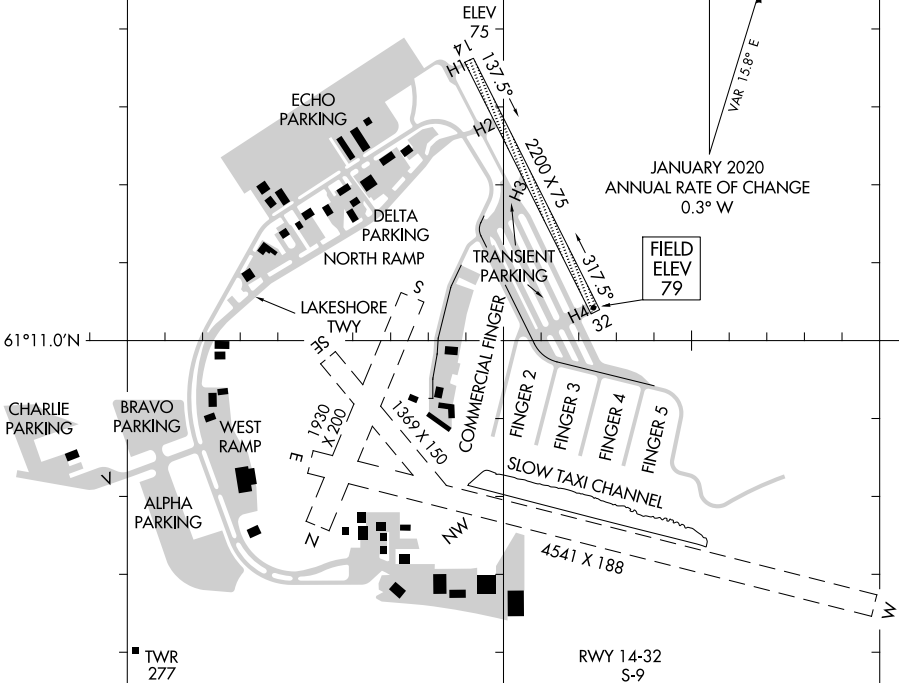 ELEV
75
14
H1
137.5°
VAR 15.8° E
ECHO
PARKING
H2
2200 X 75
JANUARY 2020
ANNUAL RATE OF CHANGE
0.3° W
H3
DELTA
PARKING
NORTH RAMP
TRANSIENT
PARKING
FIELD
ELEV
79
317.5°
S
LAKESHORE
TWY
H4
32
61°11.0'N
SE
COMMERCIAL FINGER
FINGER 2
FINGER 3
FINGER 4
FINGER 5
CHARLIE
PARKING
BRAVO
PARKING
WEST
RAMP
1930
X 200
1369 X 150
E
V
SLOW TAXI CHANNEL
ALPHA
PARKING
N
NW
4541 X 188
W
TWR
277
RWY 14-32
S-9